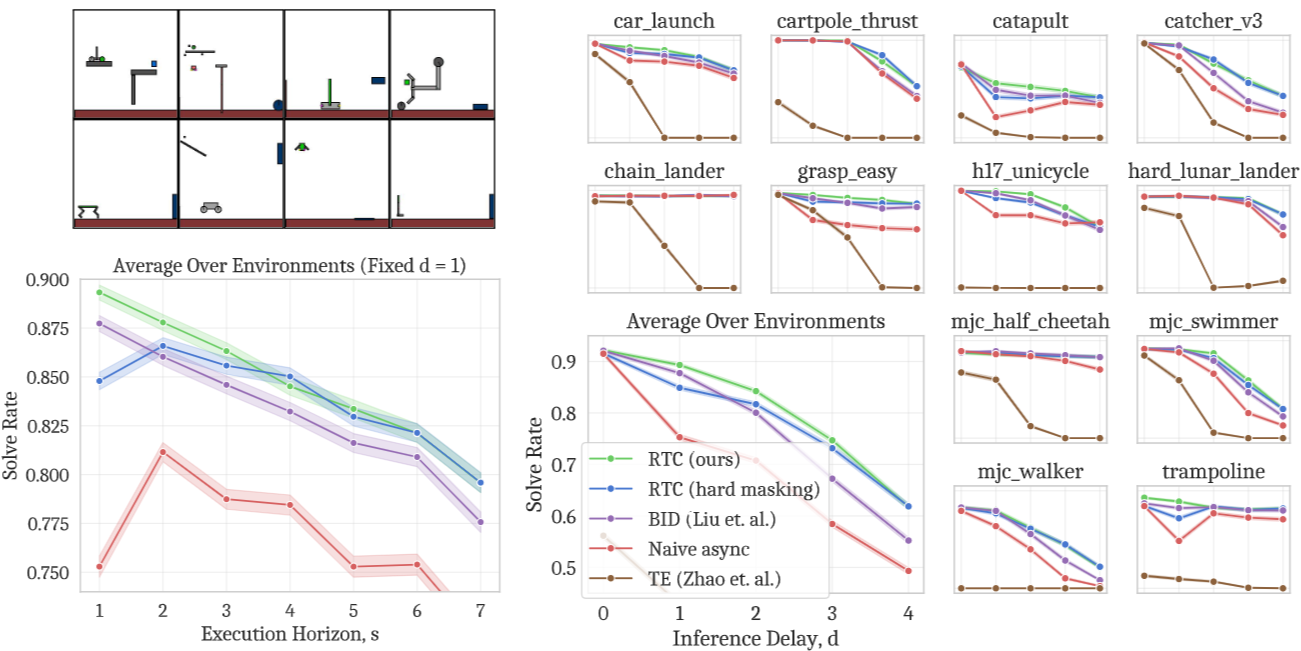 Average Over Environments (Fixed d = 1)
Solve Rate
0.900
0.875
0.850
0.825
0.800
0.775
0.750
1 2 3 4 5 6 7
Execution Horizon, s
car_launch
cartpole_thrust
catapult
catcher_v3
chain_lander
grasp_easy
h17_unicycle
hard_lunar_lander
Average Over Environments
Solve Rate
0.9
0.8
0.7
0.6
0.5
RTC (ours)
RTC (hard masking)
BID (Liu et. al.)
Naive async
TE (Zhao et. al.)
0 1 2 3 4
Inference Delay, d
mjc_half_cheetah
mjc_swimmer
mjc_walker
trampoline